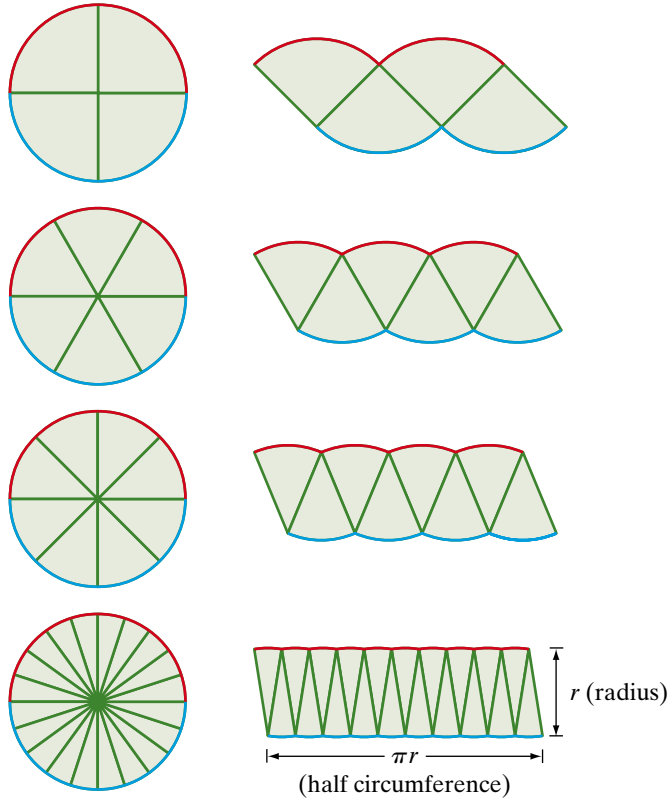 r (radius)
πr
(half circumference)